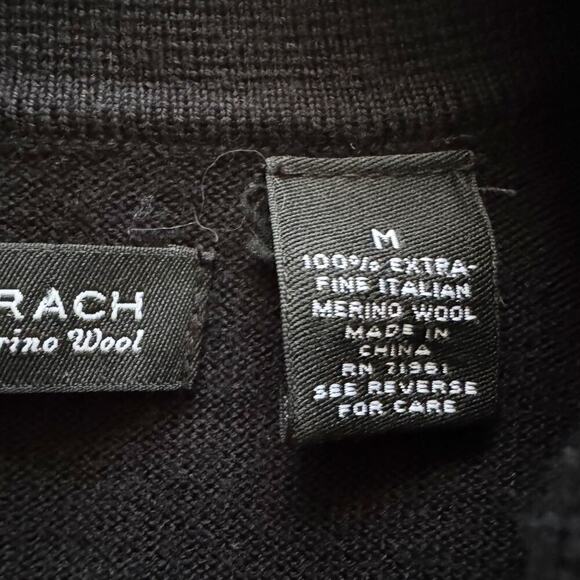 RACH
rino Wool
M
100% EXTRA-
FINE ITALIAN
MERINO WOOL
MADE IN
CHINA
RN 71961
SEE REVERSE
FOR CARE